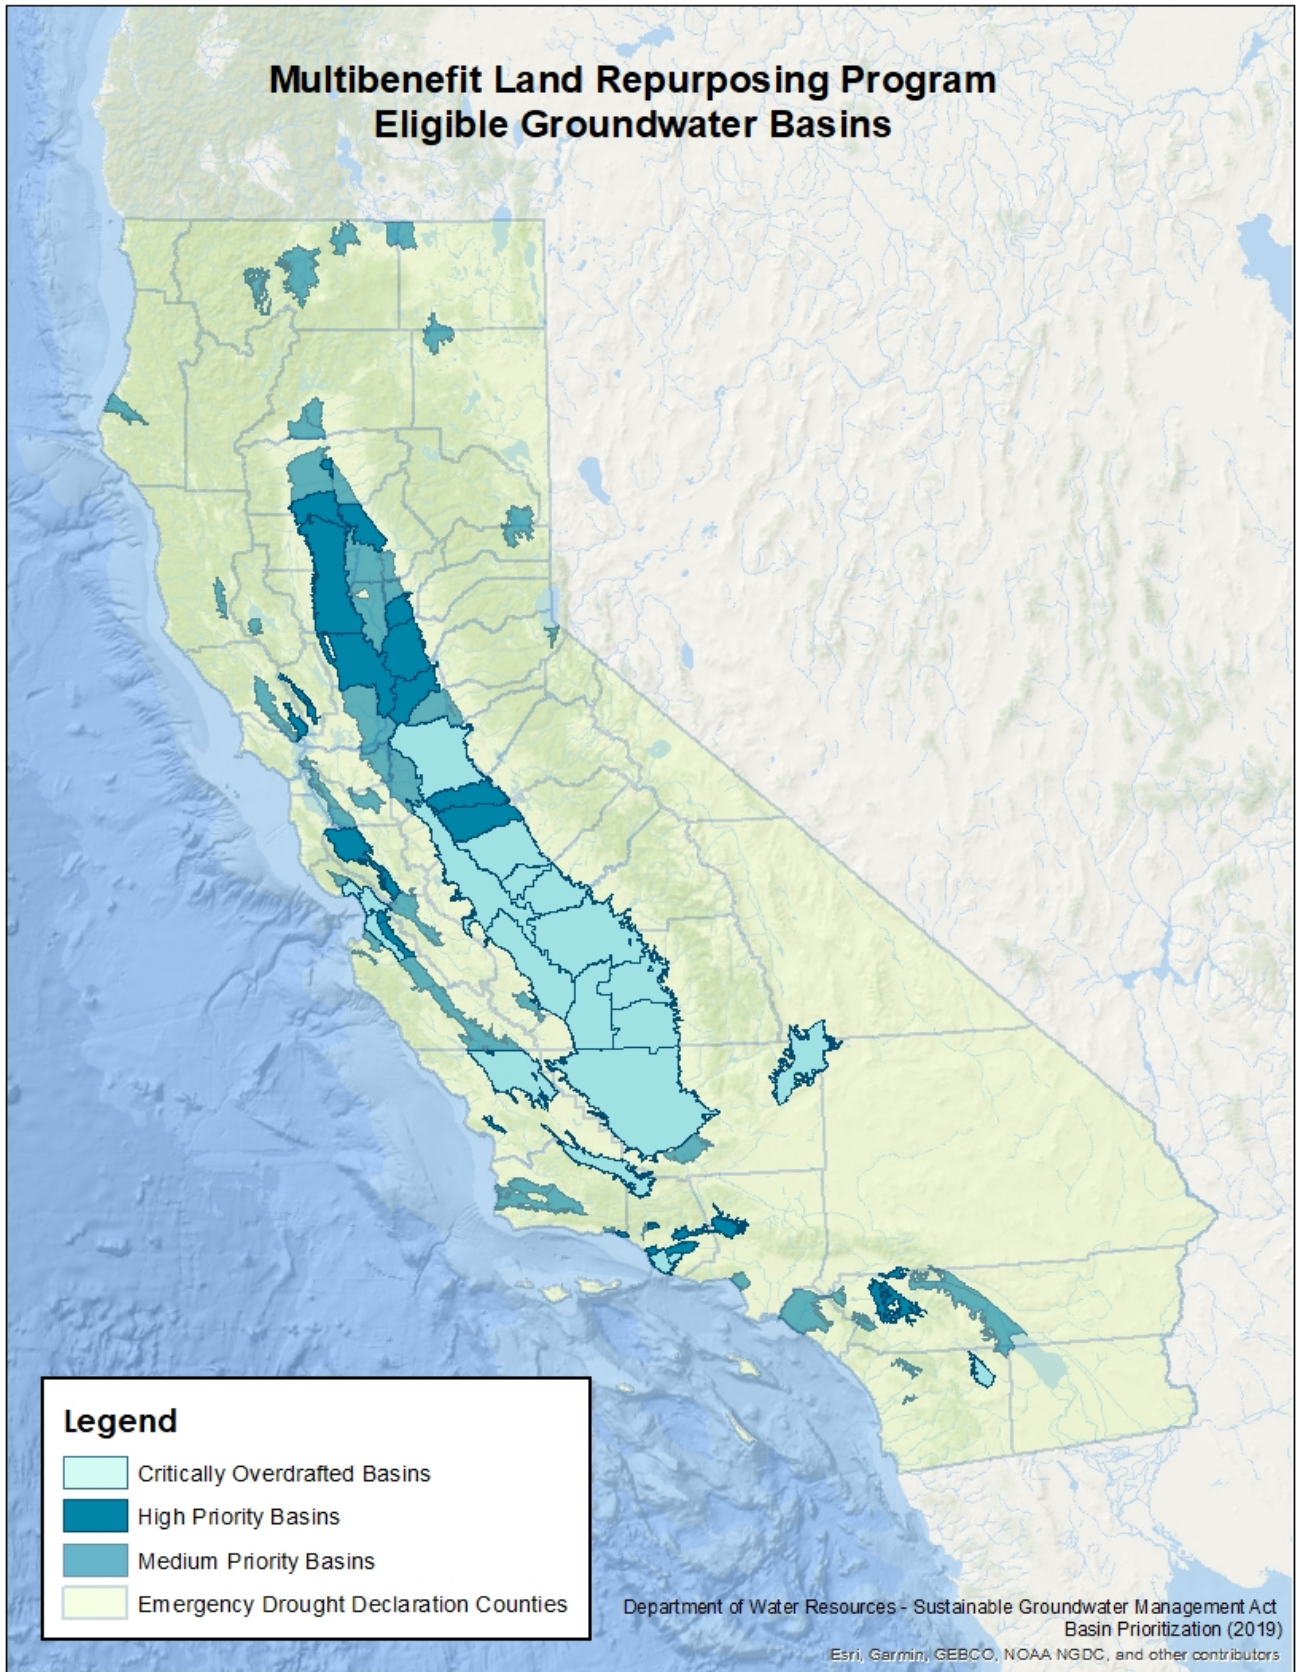 Multibenefit Land Repurposing Program
Eligible Groundwater Basins
Legend
Critically Overdrafted Basins
High Priority Basins
Medium Priority Basins
Emergency Drought Declaration Counties
Department of Water Resources - Sustainable Groundwater Management Act
Basin Prioritization (2019)
Esri, Garmin, GEBCO, NOAA NGDC, and other contributors